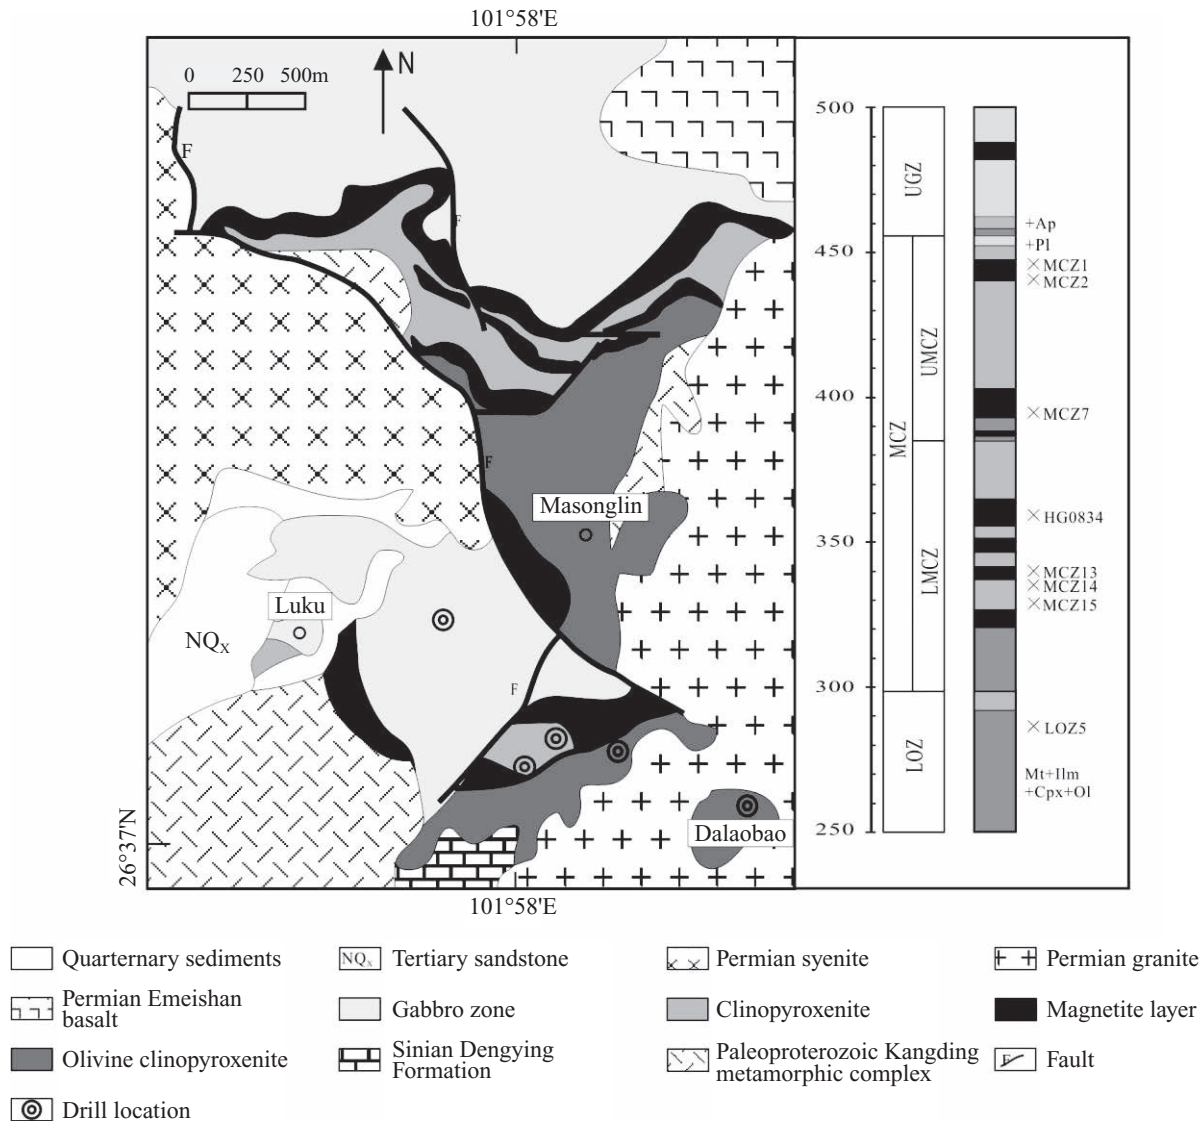 101°58'E
0 250 500m
N
F
F
F
F
Masonglin
Luku
NQX
Dalaobao
26°37'N
101°58'E
500
450
400
350
300
250
UGZ
MCZ
UMCZ
LMCZ
LOZ
+Ap
+Pl
MCZ1
MCZ2
MCZ7
HG0834
MCZ13
MCZ14
MCZ15
LOZ5
Mt+Ilm
+Cpx+Ol
Quarternary sediments
NQX Tertiary sandstone
Permian syenite
Permian granite
Permian Emeishan
basalt
Gabbro zone
Clinopyroxenite
Magnetite layer
Olivine clinopyroxenite
Sinian Dengying
Formation
Paleoproterozoic Kangding
metamorphic complex
F Fault
Drill location